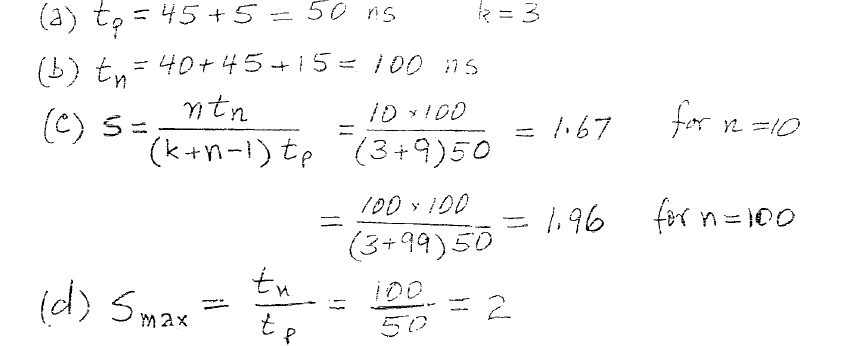 (a) tp = 45 + 5 = 50 ns k = 3
(b) tn = 40 + 45 + 15 = 100 ns
(c) S = ntn / (k+n-1) tp = 10 × 100 / (3+9)50 = 1.67 for n = 10
= 100 × 100 / (3+99)50 = 1.96 for n = 100
(d) Smax = tn / tp = 100 / 50 = 2